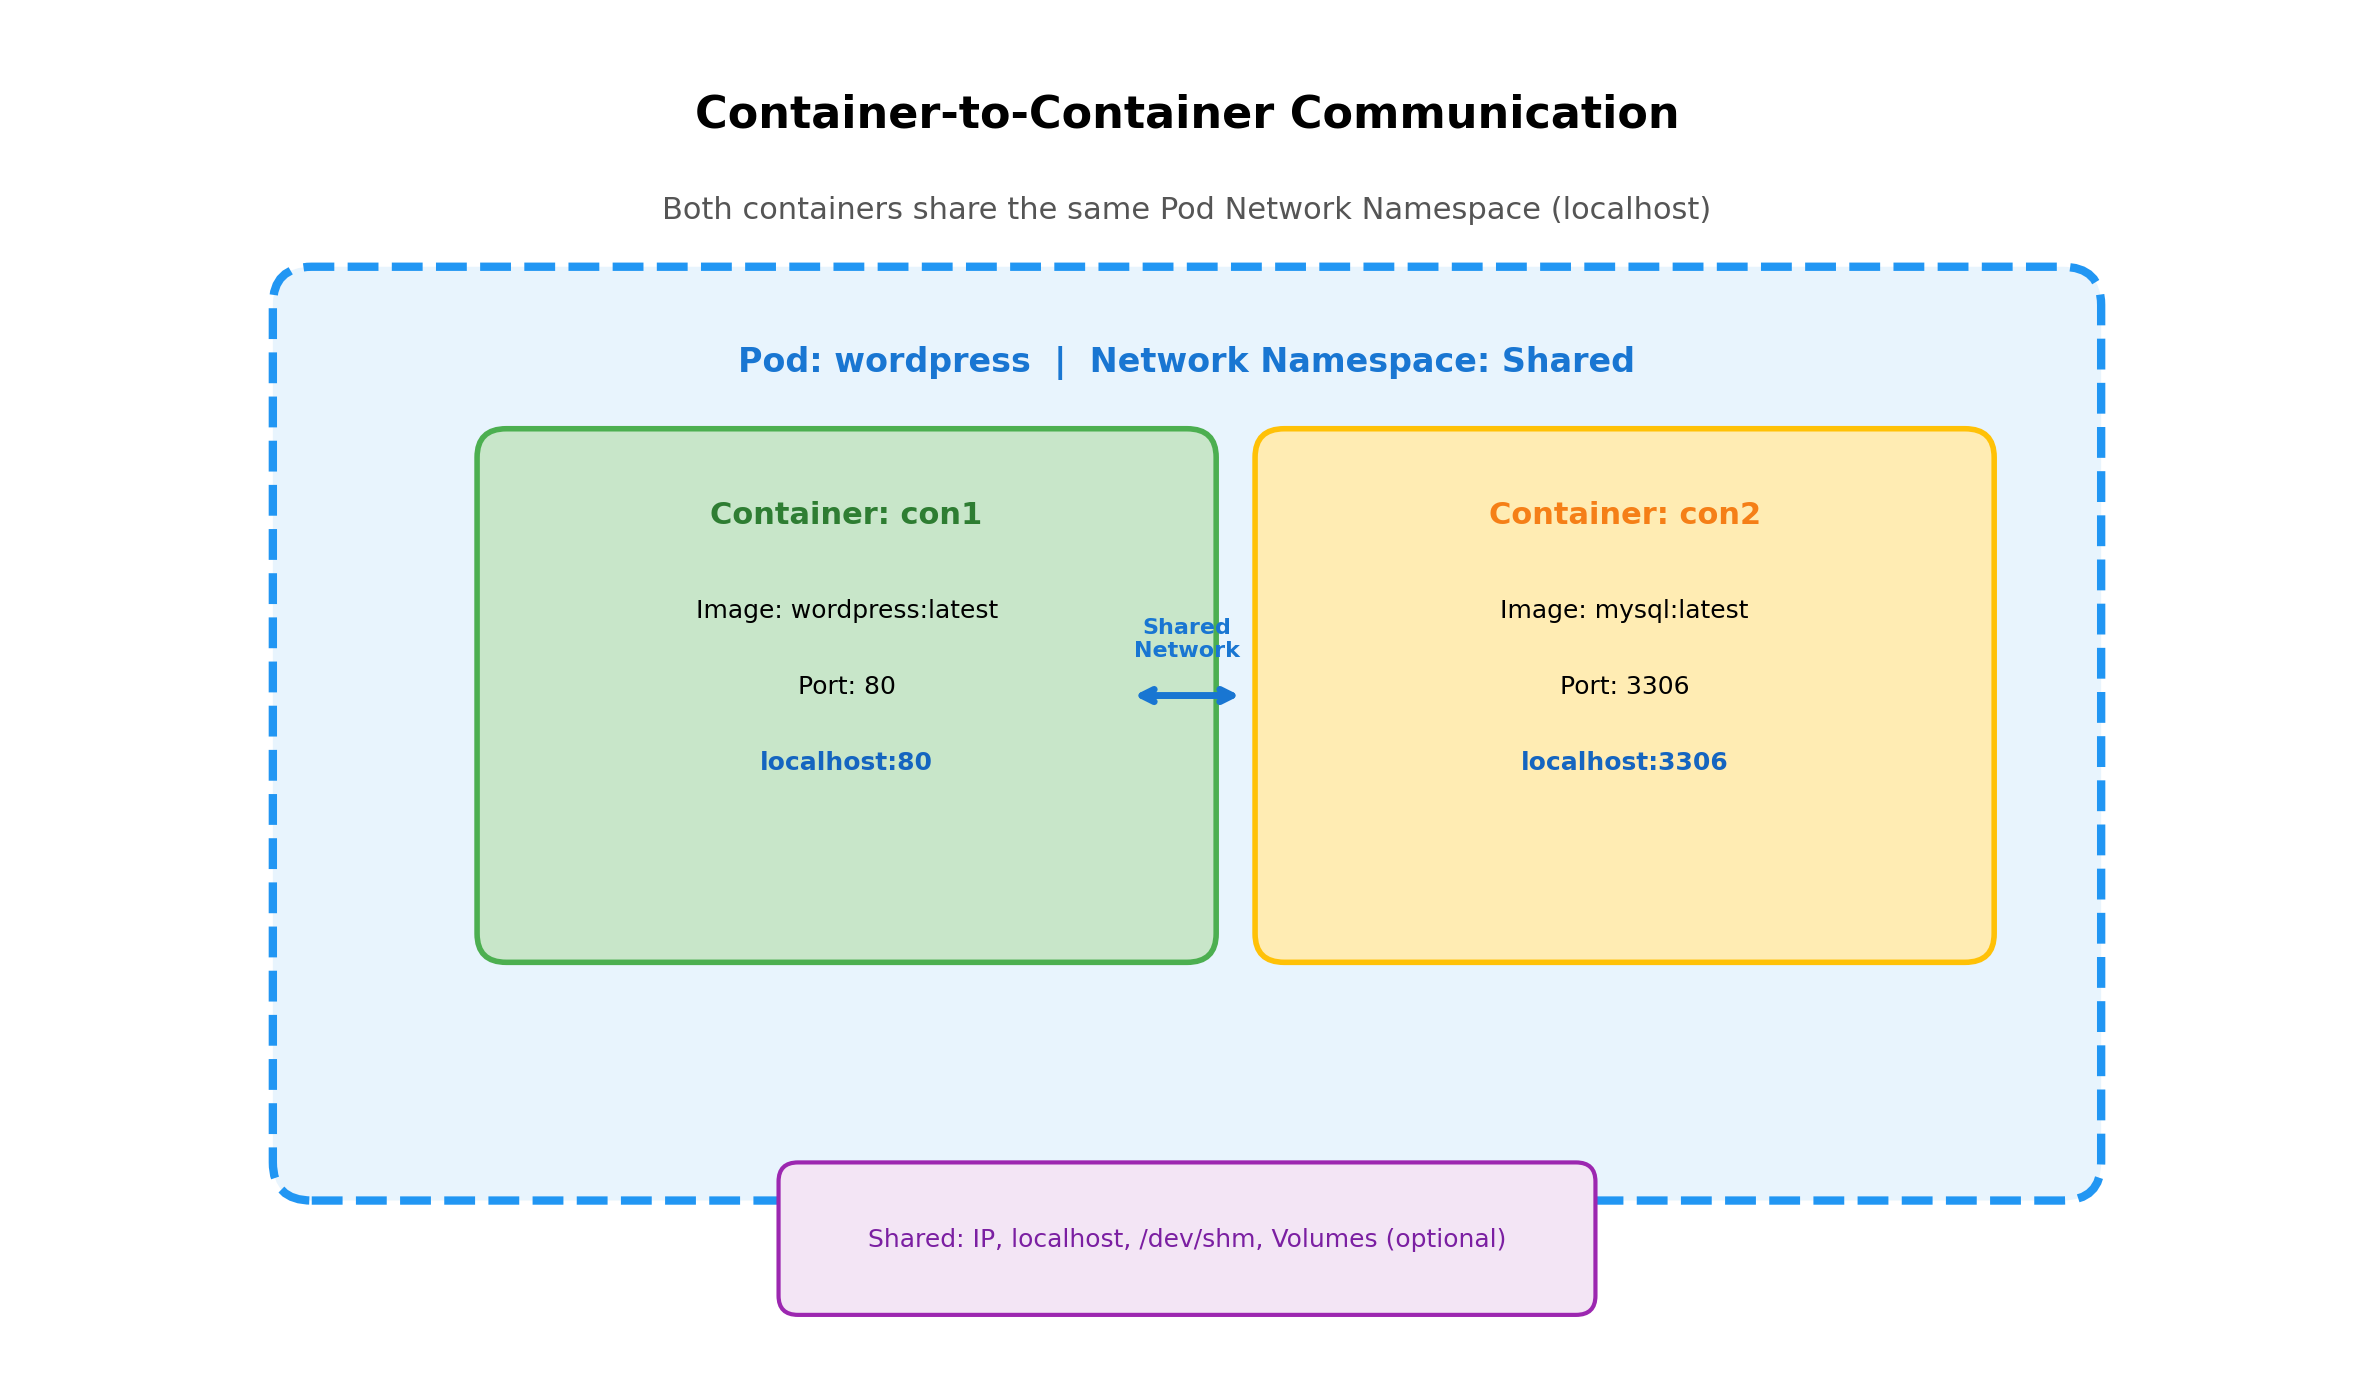 Container-to-Container Communication
Both containers share the same Pod Network Namespace (localhost)
Pod: wordpress | Network Namespace: Shared
Container: con1
Image: wordpress:latest
Port: 80
localhost:80
Shared
Network
Container: con2
Image: mysql:latest
Port: 3306
localhost:3306
Shared: IP, localhost, /dev/shm, Volumes (optional)